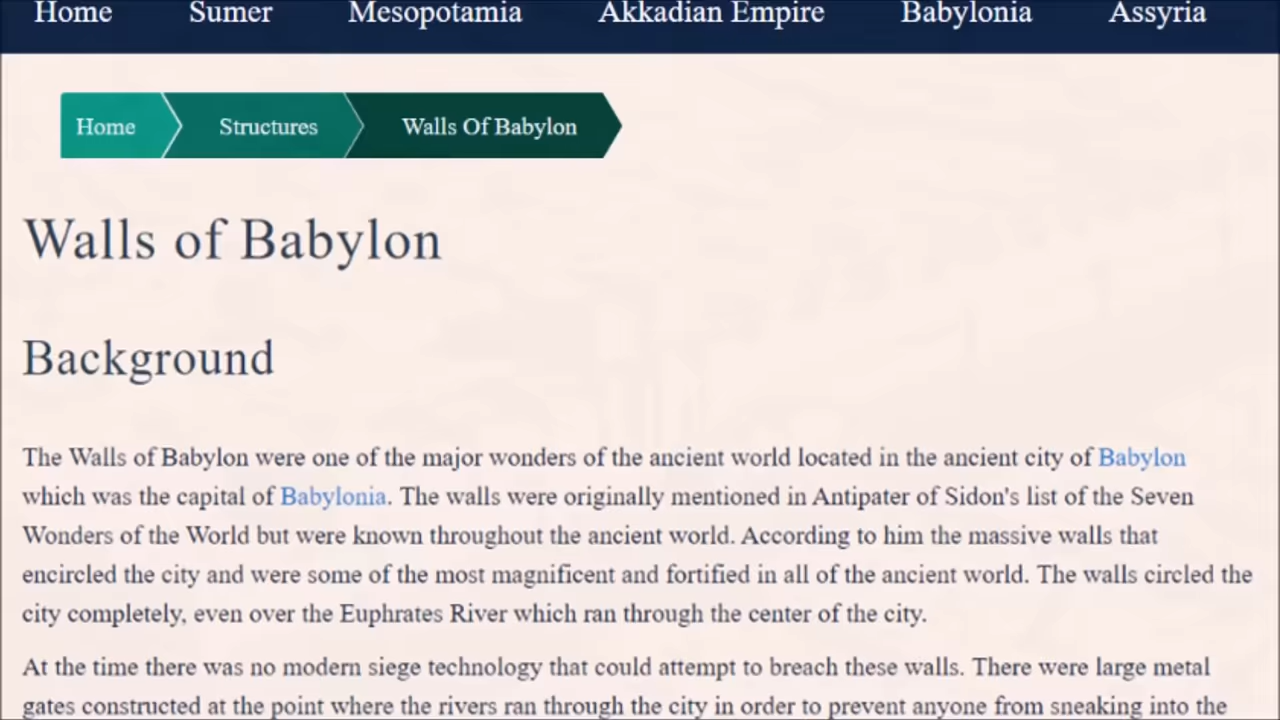 Home Sumer Mesopotamia Akkadian Empire Babylonia Assyria
Home Structures Walls Of Babylon
Walls of Babylon
Background
The Walls of Babylon were one of the major wonders of the ancient world located in the ancient city of Babylon
which was the capital of Babylonia. The walls were originally mentioned in Antipater of Sidon's list of the Seven
Wonders of the World but were known throughout the ancient world. According to him the massive walls that
encircled the city and were some of the most magnificent and fortified in all of the ancient world. The walls circled the
city completely, even over the Euphrates River which ran through the center of the city.
At the time there was no modern siege technology that could attempt to breach these walls. There were large metal
gates constructed at the point where the rivers ran through the city in order to prevent anyone from sneaking into the